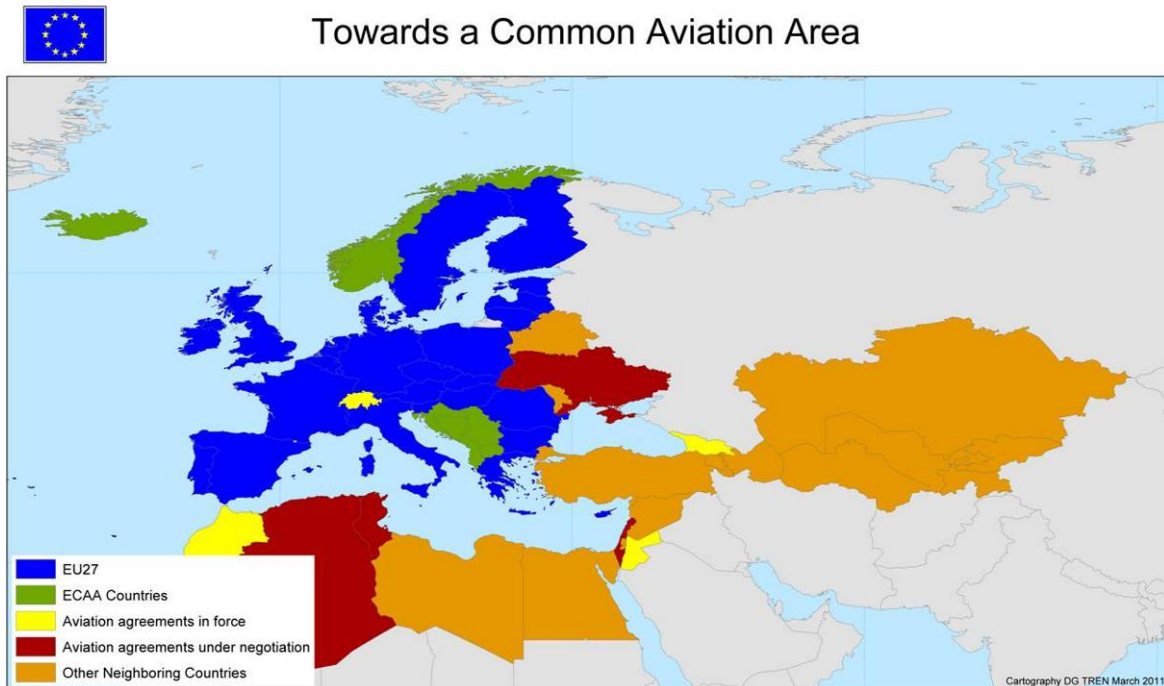 Towards a Common Aviation Area
EU27
ECAA Countries
Aviation agreements in force
Aviation agreements under negotiation
Other Neighboring Countries
Cartography DG TREN March 2011